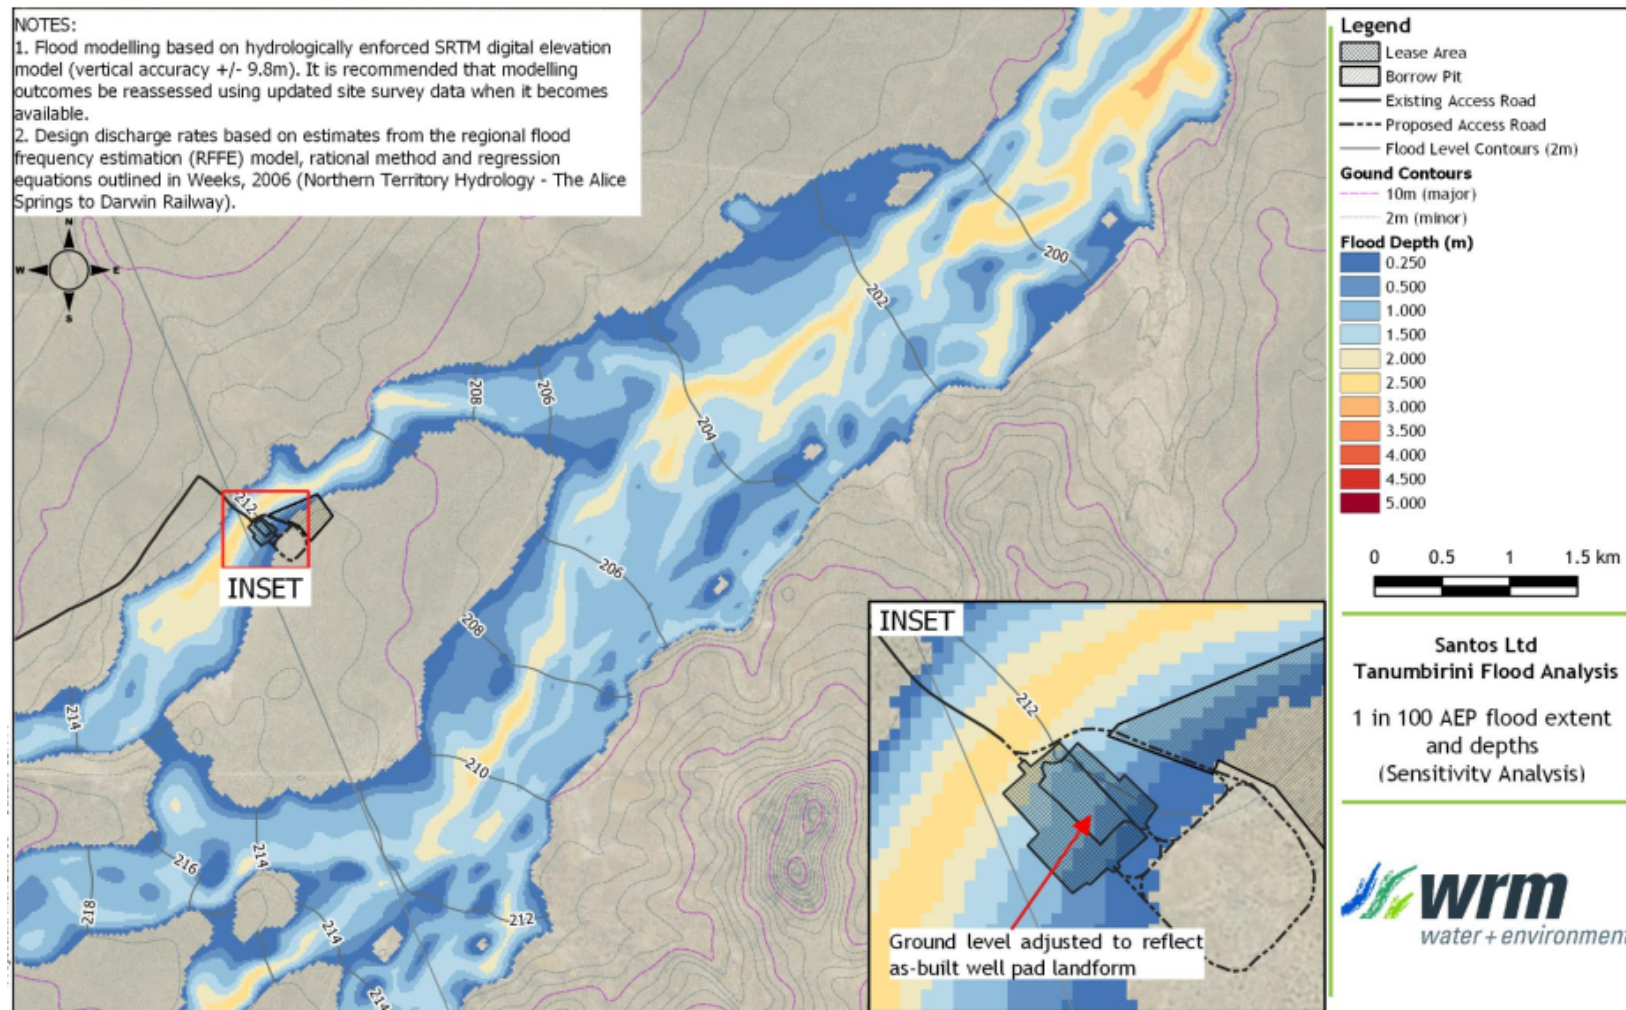 NOTES:
1. Flood modelling based on hydrologically enforced SRTM digital elevation
model (vertical accuracy +/- 9.8m). It is recommended that modelling
outcomes be reassessed using updated site survey data when it becomes
available.
2. Design discharge rates based on estimates from the regional flood
frequency estimation (RFFE) model, rational method and regression
equations outlined in Weeks, 2006 (Northern Territory Hydrology - The Alice
Springs to Darwin Railway).
N
W E
S
200
202
208
206
204
212
INSET
206
208
214
210
216
214
218
212
214
214
INSET
212
Ground level adjusted to reflect
as-built well pad landform
Legend
Lease Area
Borrow Pit
Existing Access Road
Proposed Access Road
Flood Level Contours (2m)
Gound Contours
10m (major)
2m (minor)
Flood Depth (m)
0.250
0.500
1.000
1.500
2.000
2.500
3.000
3.500
4.000
4.500
5.000
0 0.5 1 1.5 km
Santos Ltd
Tanumbirini Flood Analysis
1 in 100 AEP flood extent
and depths
(Sensitivity Analysis)
wrm
water + environment